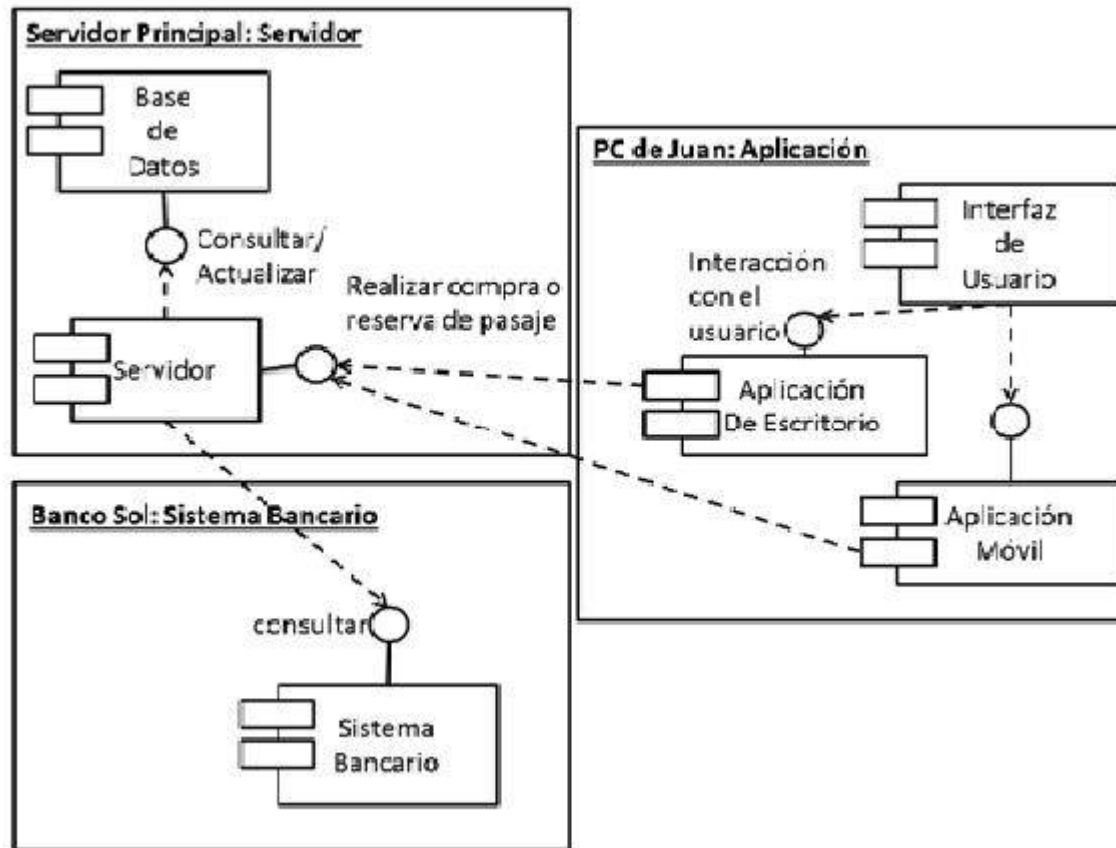 Servidor Principal: Servidor
Base
de
Datos
Consultar/
Actualizar
Realizar compra o
reserva de pasaje
Servidor
PC de Juan: Aplicación
Interfaz
de
Usuario
Interacción
con el
usuario
Aplicación
De Escritorio
Aplicación
Móvil
Banco Sol: Sistema Bancario
consultar
Sistema
Bancario